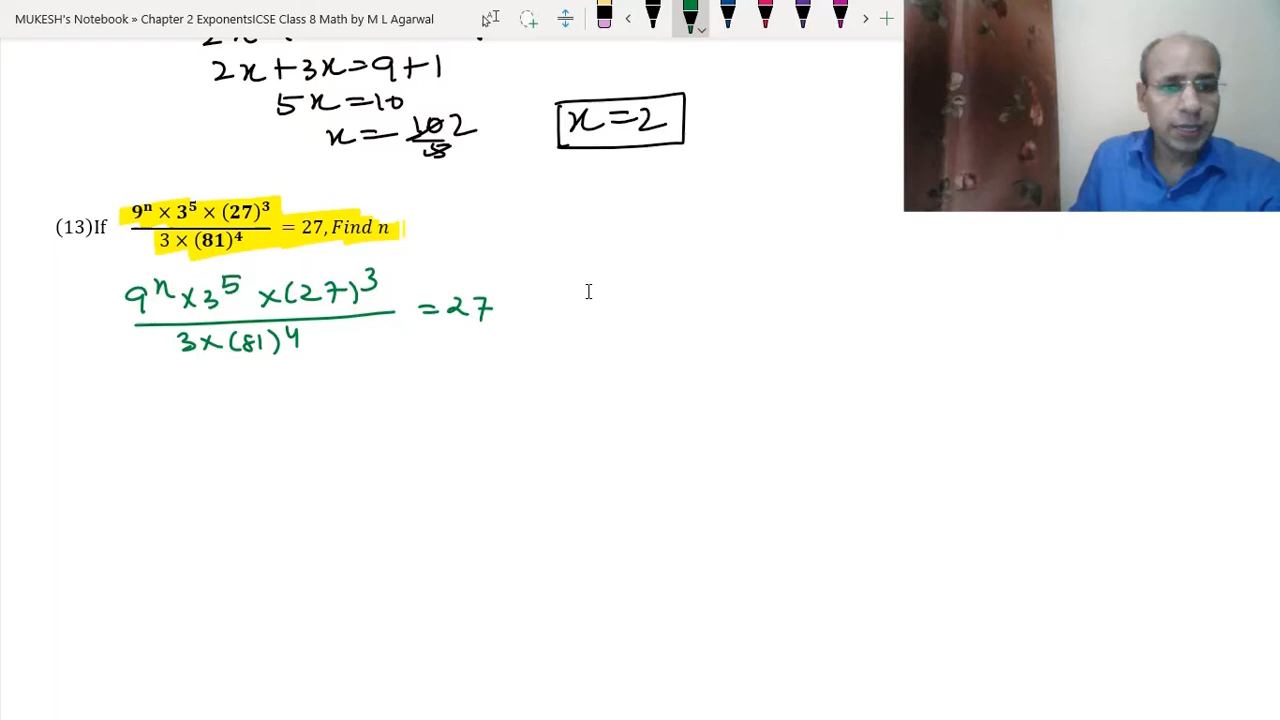 MUKESH's Notebook » Chapter 2 ExponentsICSE Class 8 Math by M L Agarwal
2x+3x=9+1
5x=10
x=10/5 2
x=2
(13)If 9ⁿ × 3⁵ × (27)³ / 3 × (81)⁴ = 27, Find n
9ⁿ×3⁵ ×(27)³ / 3×(81)⁴ =27